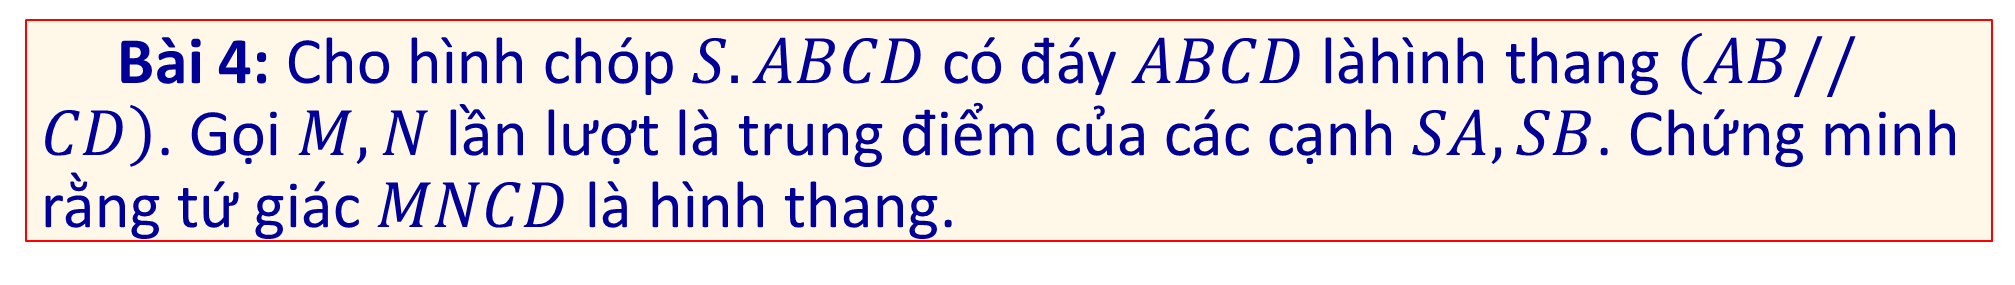 Bài 4: Cho hình chóp S. ABCD có đáy ABCD làhình thang (AB//
CD). Gọi M, N lần lượt là trung điểm của các cạnh SA, SB. Chứng minh
rằng tứ giác MNCD là hình thang.